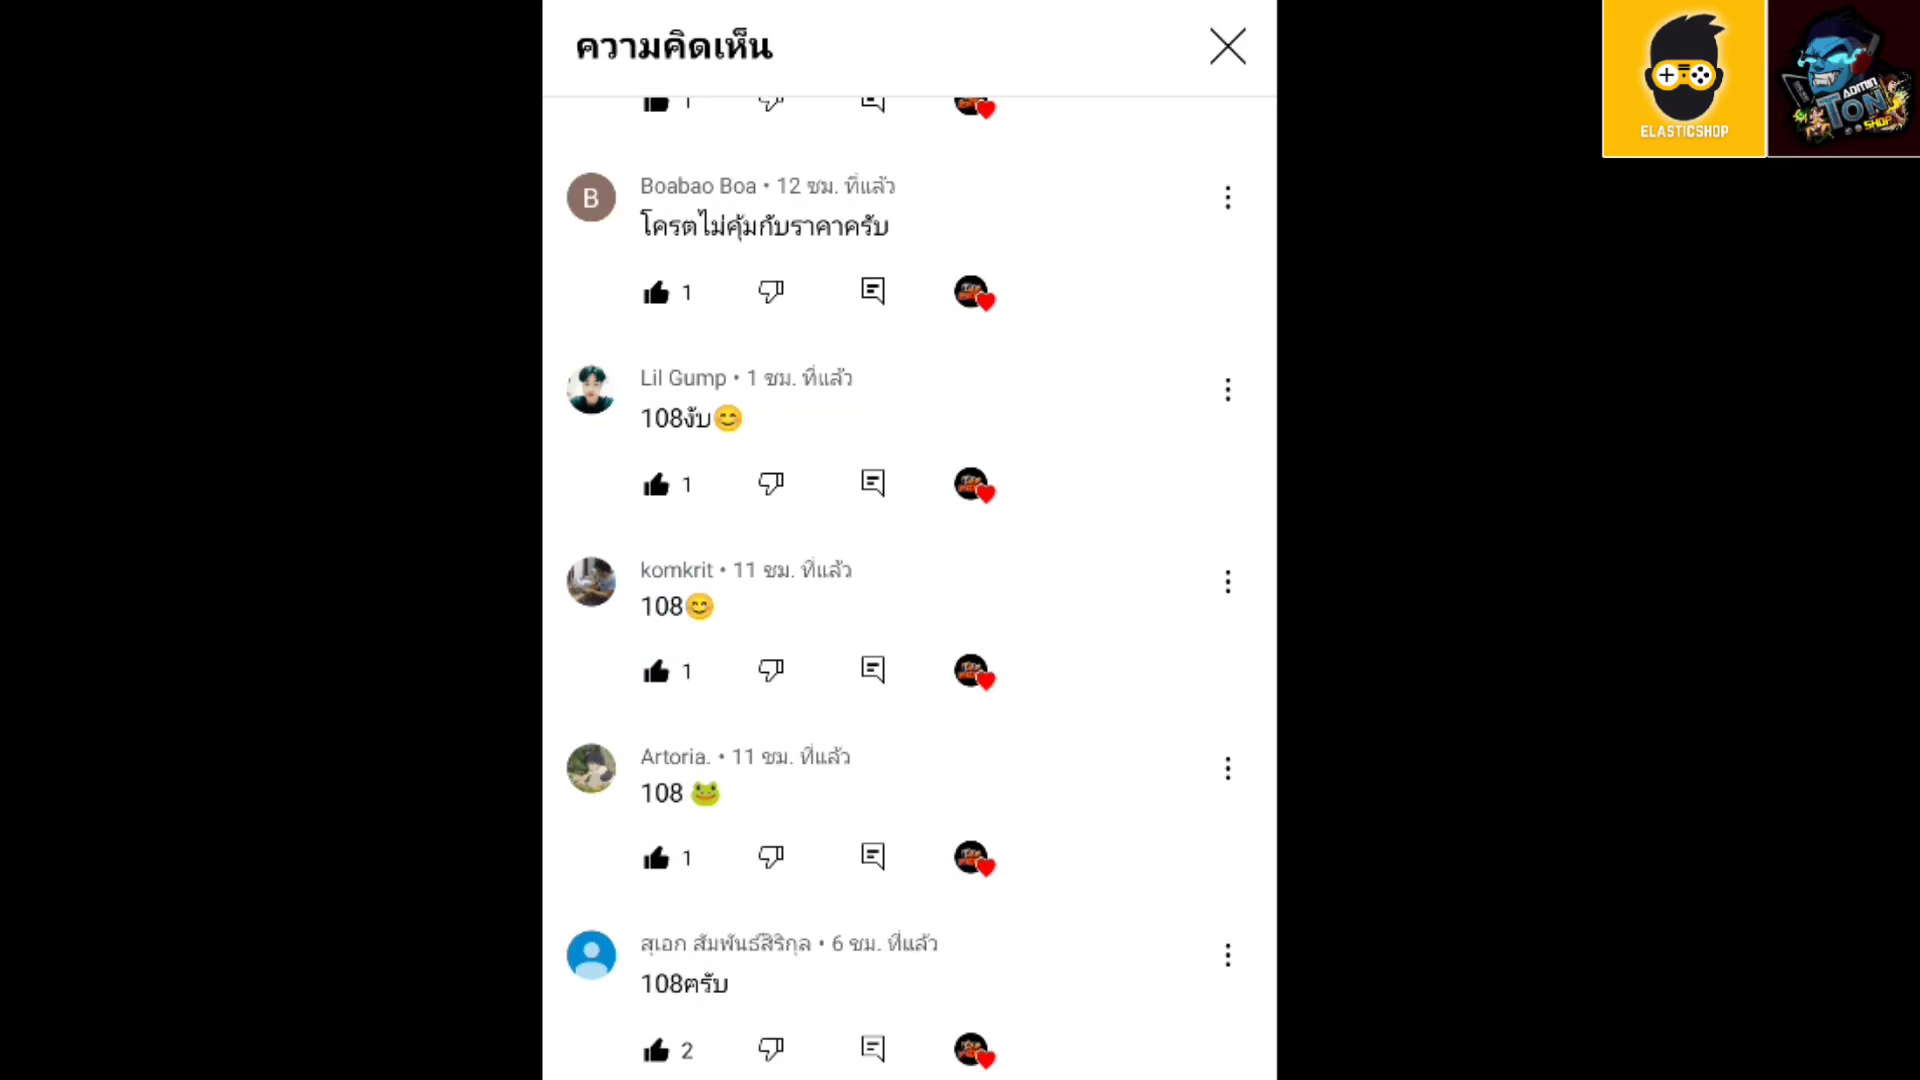 ความคิดเห็น
1
Boabao Boa • 12 ชม. ที่แล้ว
โครตไม่คุ้มกับราคาครับ
1
Lil Gump • 1 ชม. ที่แล้ว
108งับ😊
1
komkrit • 11 ชม. ที่แล้ว
108😊
1
Artoria. • 11 ชม. ที่แล้ว
108 🐸
1
สุเอก สัมพันธ์สิริกุล • 6 ชม. ที่แล้ว
108ครับ
2
ELASTICSHOP
ADMIN
TON
SHOP